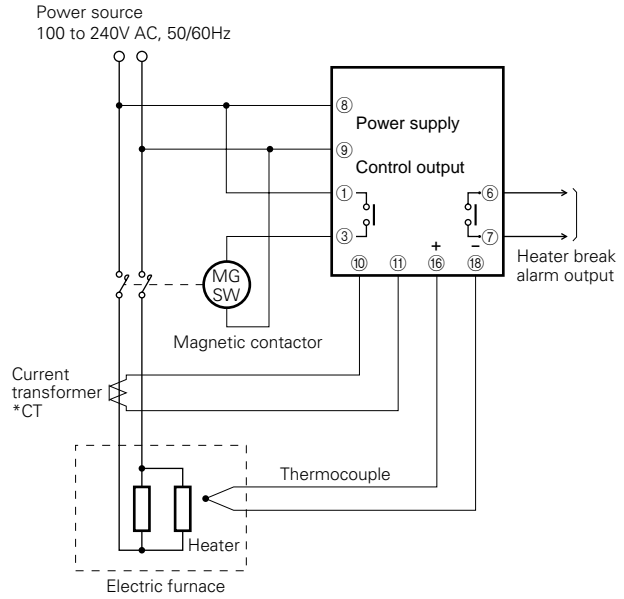 Power source
100 to 240V AC, 50/60Hz
⑧
Power supply
⑨
Control output
①
⑥
③
⑦
+
−
⑩
⑪
⑯
⑱
Heater break
alarm output
MG
SW
Magnetic contactor
Current
transformer
*CT
Thermocouple
Heater
Electric furnace